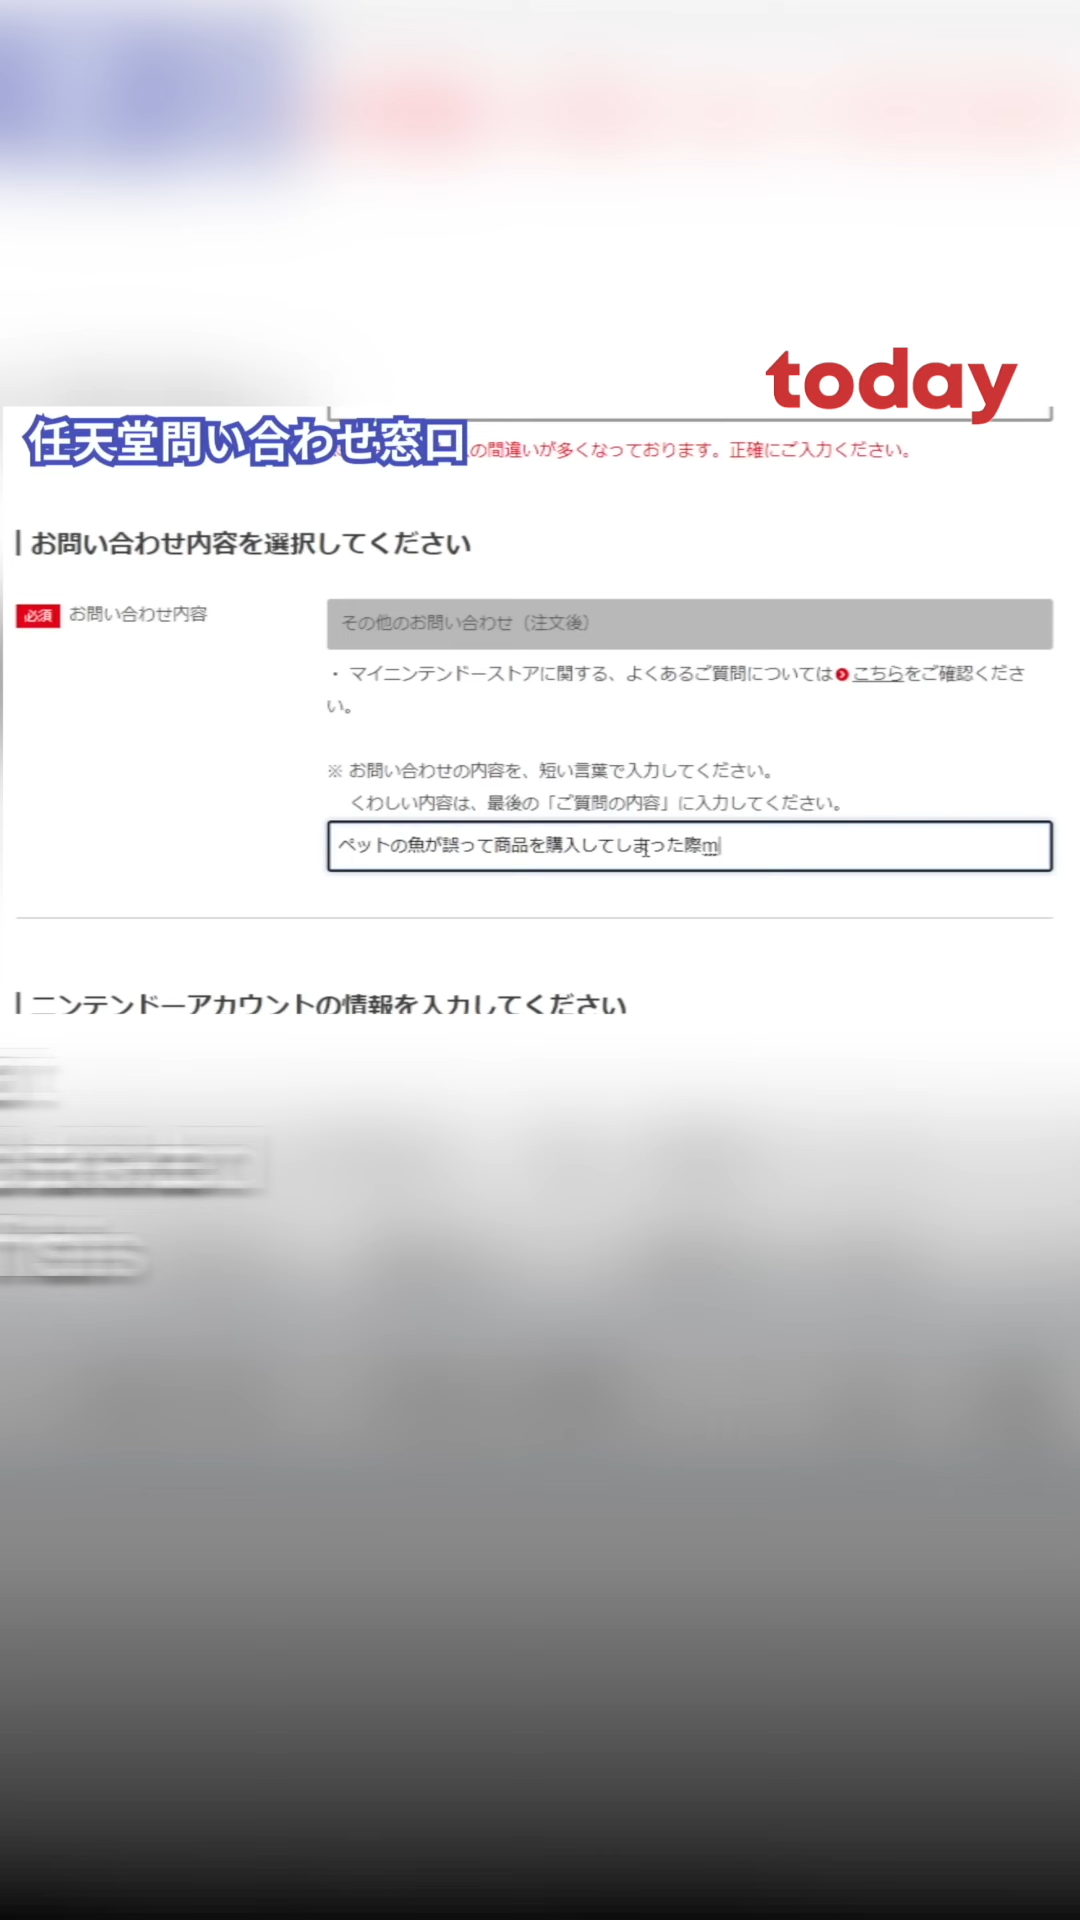 today
任天堂問い合わせ窓口
の間違いが多くなっております。正確にご入力ください。
お問い合わせ内容を選択してください
必須 お問い合わせ内容
その他のお問い合わせ（注文後）
・ マイニンテンドーストアに関する、よくあるご質問についてはこちらをご確認くださ
い。
※ お問い合わせの内容を、短い言葉で入力してください。
くわしい内容は、最後の「ご質問の内容」に入力してください。
ペットの魚が誤って商品を購入してしまった際m
ニンテンドーアカウントの情報を入力してください